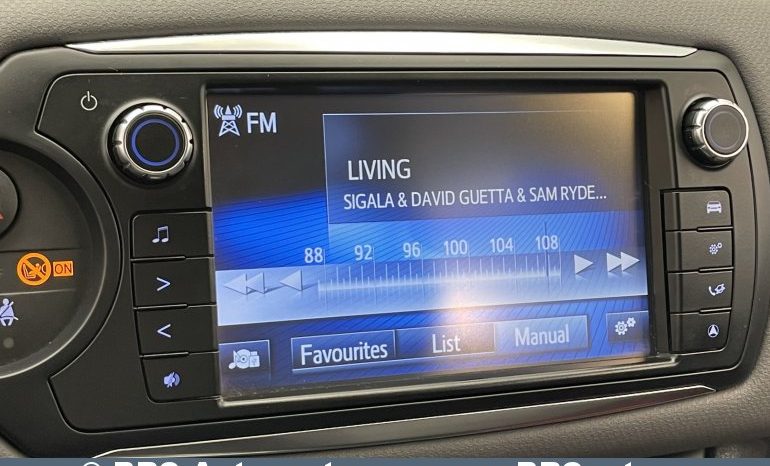 FM
LIVING
SIGALA & DAVID GUETTA & SAM RYDE...
88 92 96 100 104 108
ON
Favourites List Manual